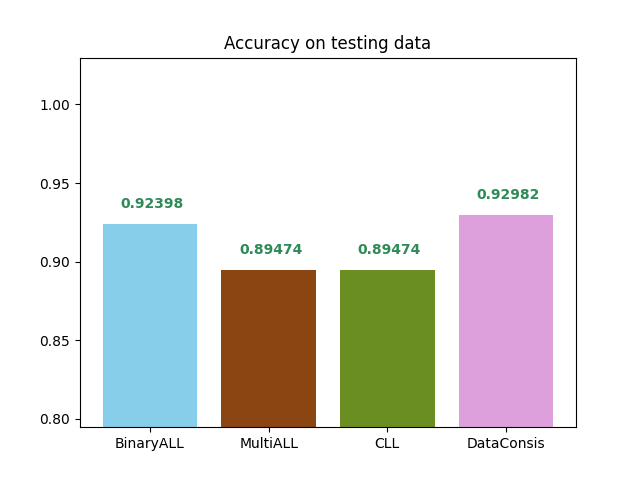 Accuracy on testing data
1.00
0.95
0.90
0.85
0.80
0.92398
0.89474
0.89474
0.92982
BinaryALL
MultiALL
CLL
DataConsis